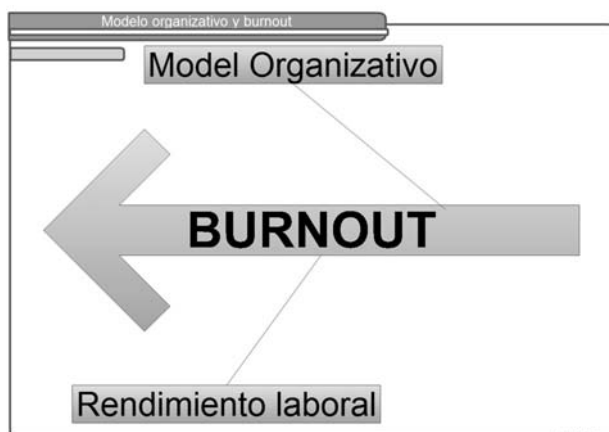 Modelo organizativo y burnout
Model Organizativo
BURNOUT
Rendimiento laboral